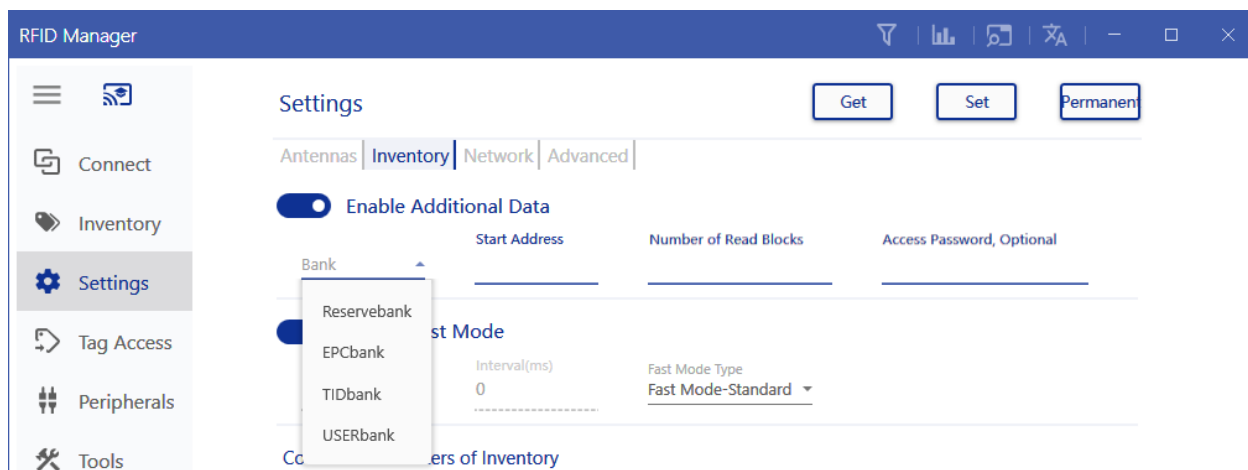 RFID Manager
Settings
Get
Set
Permanent
Antennas
Inventory
Network
Advanced
Connect
Inventory
Settings
Tag Access
Peripherals
Tools
Enable Additional Data
Start Address
Number of Read Blocks
Access Password, Optional
Bank
Reservebank
EPCbank
TIDbank
USERbank
st Mode
Interval(ms)
0
Fast Mode Type
Fast Mode-Standard
Co
ers of Inventory